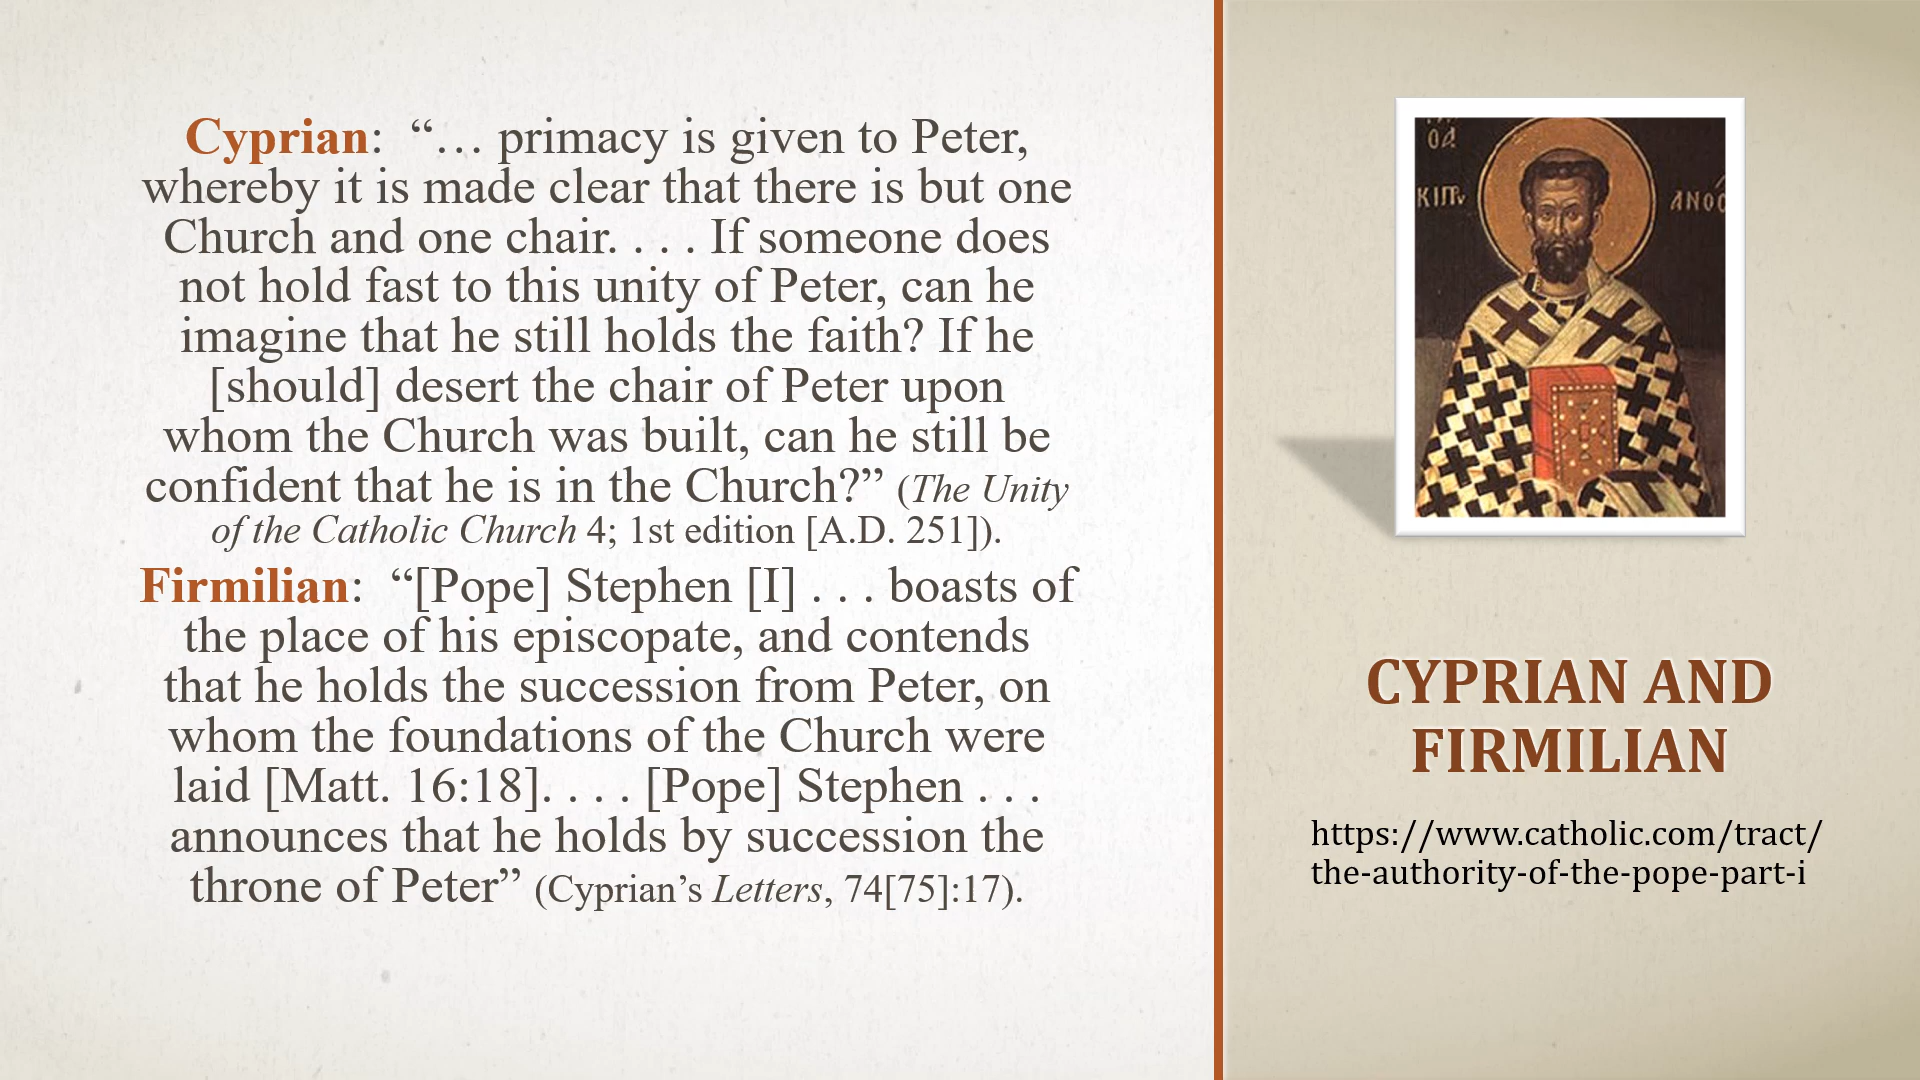 Cyprian:  “… primacy is given to Peter,
whereby it is made clear that there is but one
Church and one chair. . . . If someone does
not hold fast to this unity of Peter, can he
imagine that he still holds the faith? If he
[should] desert the chair of Peter upon
whom the Church was built, can he still be
confident that he is in the Church?” (The Unity
of the Catholic Church 4; 1st edition [A.D. 251]).
Firmilian:  “[Pope] Stephen [I] . . . boasts of
the place of his episcopate, and contends
that he holds the succession from Peter, on
whom the foundations of the Church were
laid [Matt. 16:18]. . . . [Pope] Stephen . . .
announces that he holds by succession the
throne of Peter” (Cyprian’s Letters, 74[75]:17).
ΚΙΠΡ
ΑΝΟC
CYPRIAN AND
FIRMILIAN
https://www.catholic.com/tract/
the-authority-of-the-pope-part-i